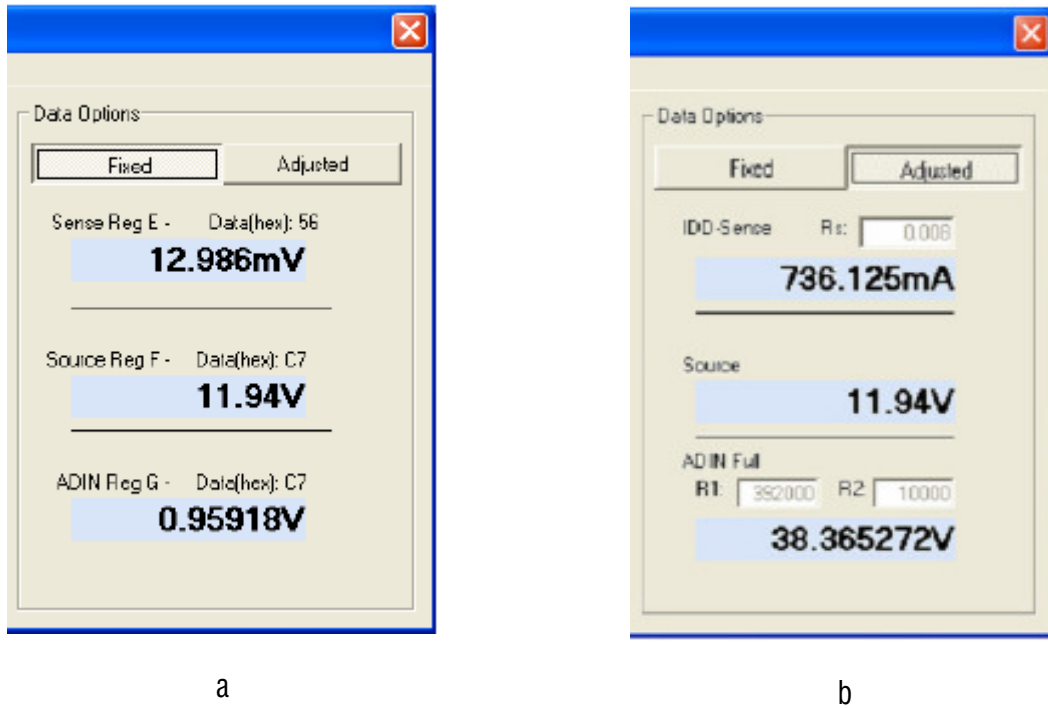 Data Options
Fixed Adjusted
Sense Reg E - Data(hex): 56
12.986mV
Source Reg F - Data(hex): C7
11.94V
ADIN Reg G - Data(hex): C7
0.95918V
a
Data Options
Fixed Adjusted
IDD-Sence Rs: 0.008
736.125mA
Source
11.94V
ADIN Full
R1: 392000 R2 10000
38.365272V
b